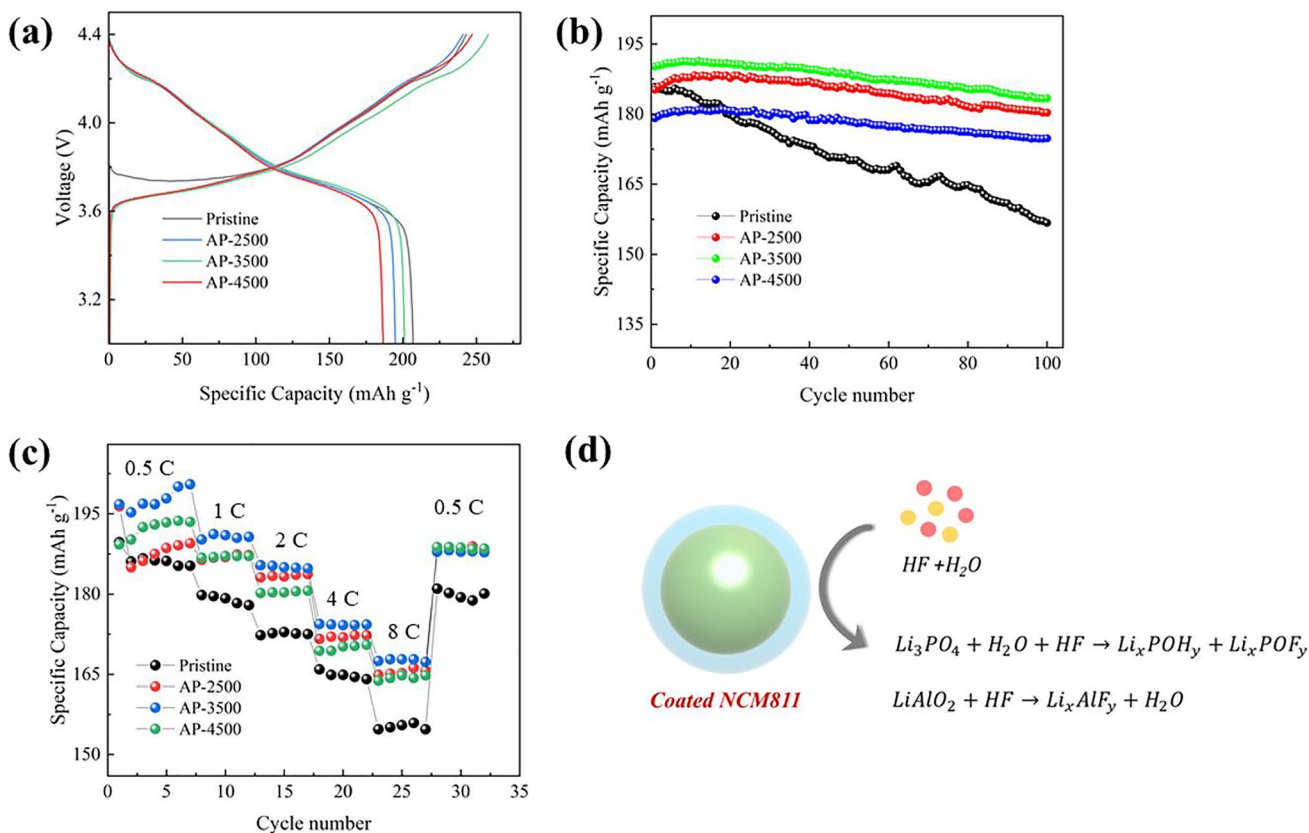 (a)
4.4
4.0
3.6
3.2
Voltage (V)
Pristine
AP-2500
AP-3500
AP-4500
0 50 100 150 200 250
Specific Capacity (mAh g⁻¹)
(b)
195
180
165
150
135
Specific Capacity (mAh g⁻¹)
Pristine
AP-2500
AP-3500
AP-4500
0 20 40 60 80 100
Cycle number
(c)
0.5 C
1 C
2 C
4 C
8 C
0.5 C
195
180
165
150
Specific Capacity (mAh g⁻¹)
Pristine
AP-2500
AP-3500
AP-4500
0 5 10 15 20 25 30 35
Cycle number
(d)
HF +H₂O
Coated NCM811
Li₃PO₄ + H₂O + HF → LiₓPOHᵧ + LiₓPOFᵧ
LiAlO₂ + HF → LiₓAlFᵧ + H₂O